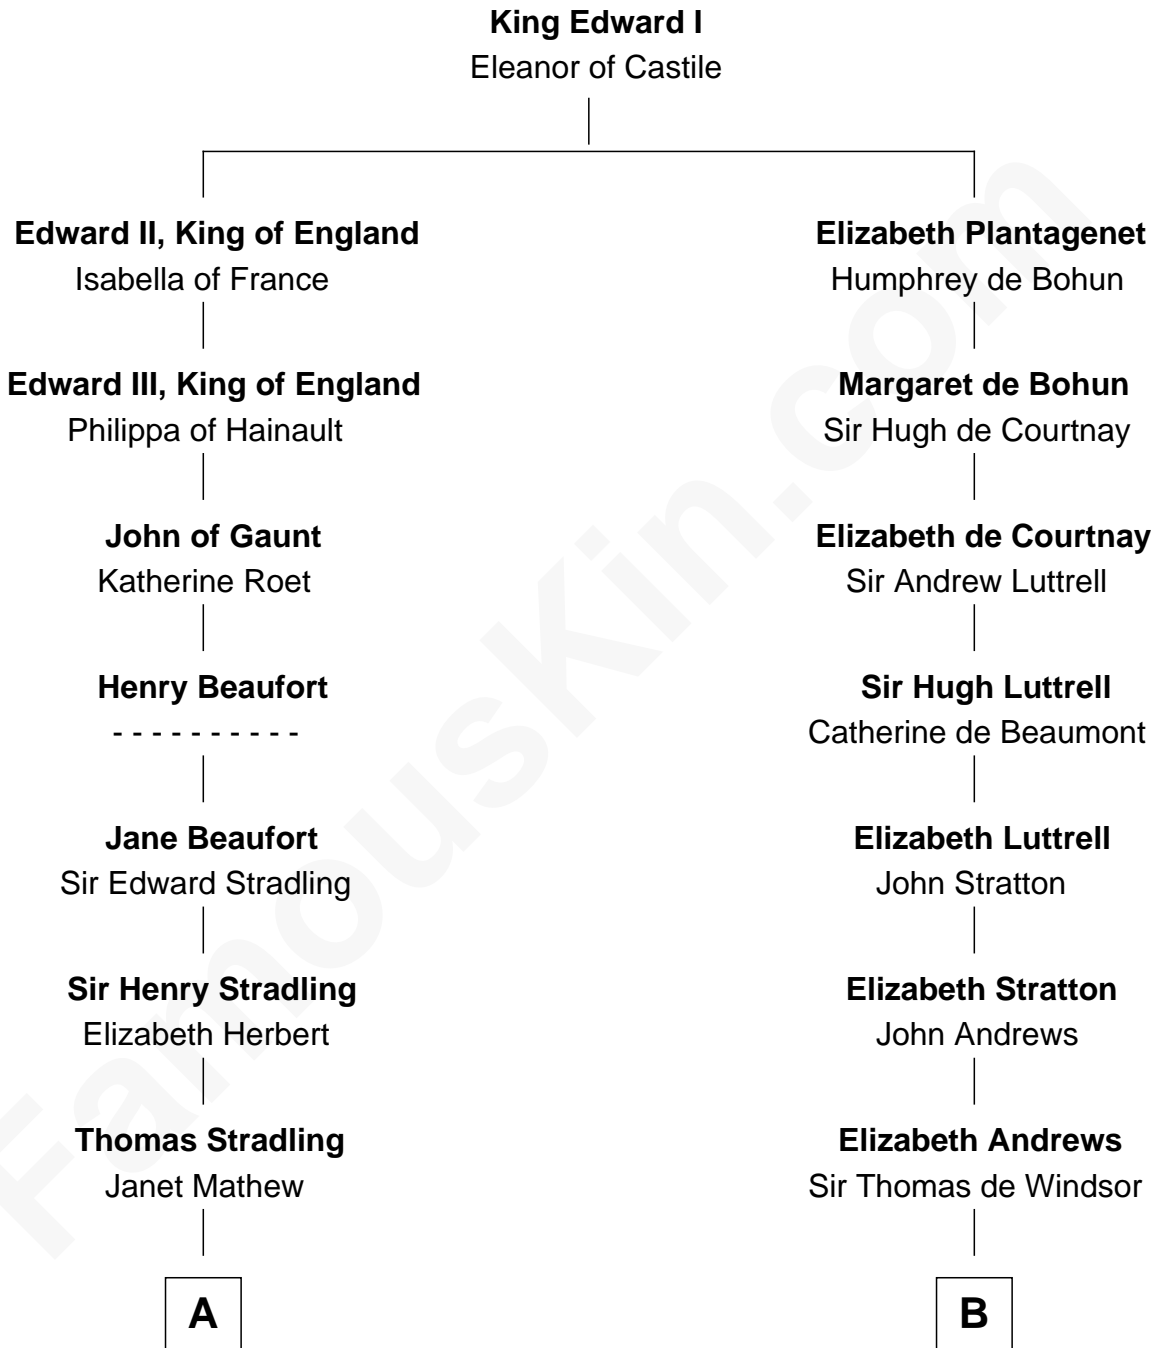 King Edward I
Eleanor of Castile
Edward II, King of England
Isabella of France
Elizabeth Plantagenet
Humphrey de Bohun
Edward III, King of England
Philippa of Hainault
Margaret de Bohun
Sir Hugh de Courtnay
John of Gaunt
Katherine Roet
Elizabeth de Courtnay
Sir Andrew Luttrell
Henry Beaufort
- - - - - - - - - -
Sir Hugh Luttrell
Catherine de Beaumont
Jane Beaufort
Sir Edward Stradling
Elizabeth Luttrell
John Stratton
Sir Henry Stradling
Elizabeth Herbert
Elizabeth Stratton
John Andrews
Thomas Stradling
Janet Mathew
Elizabeth Andrews
Sir Thomas de Windsor
A
B
FamousKin.com